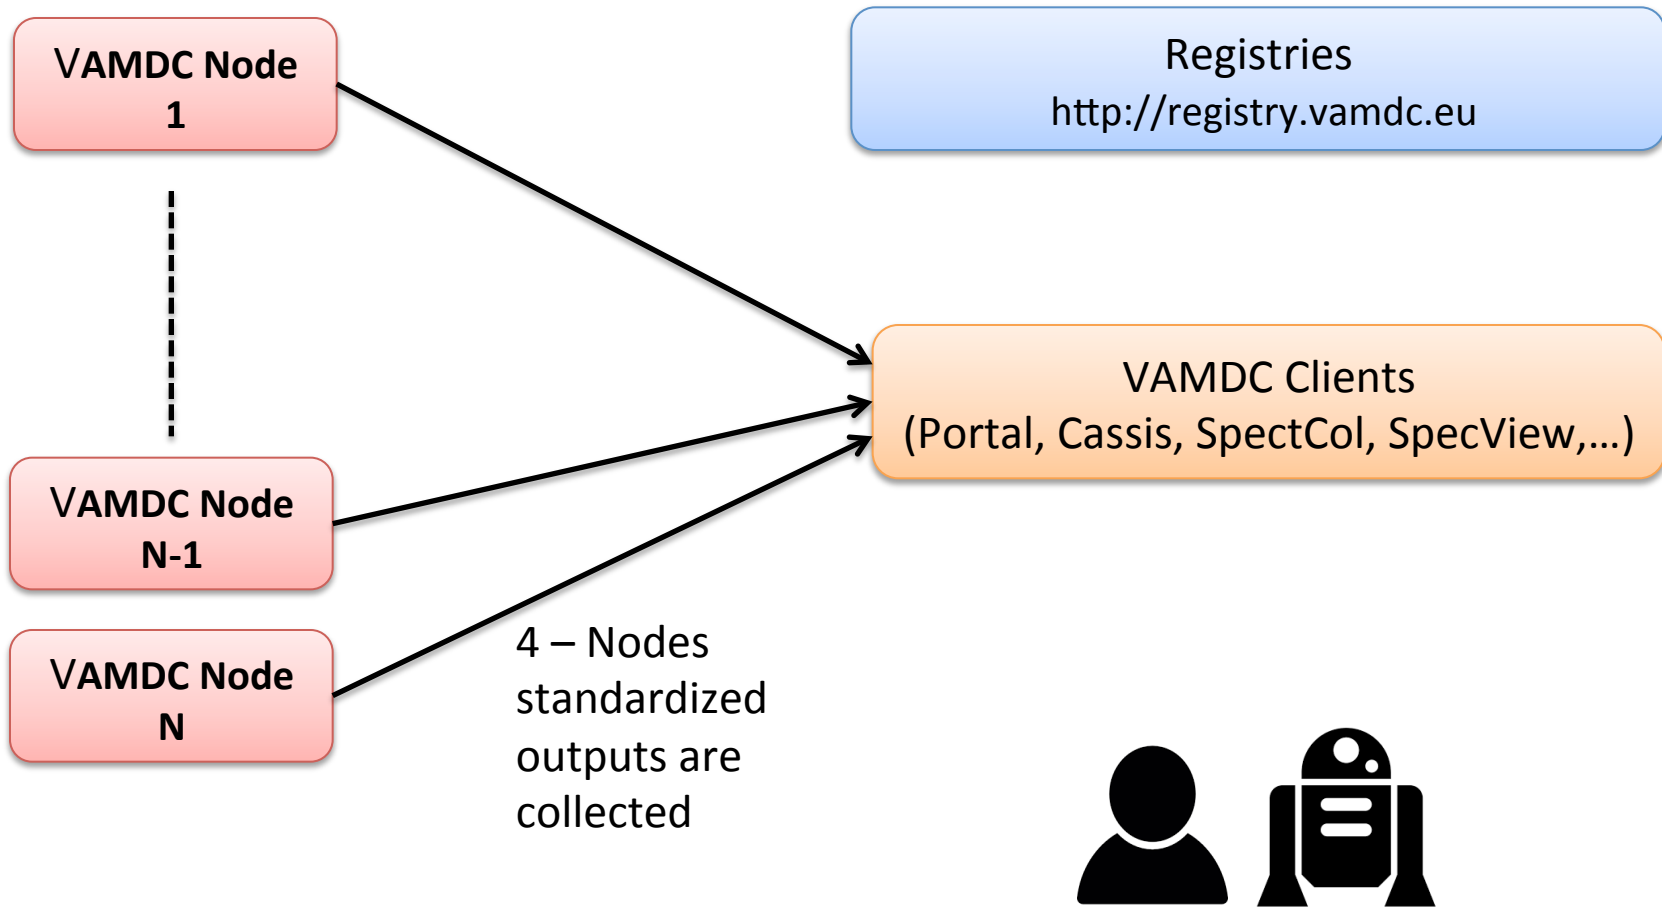 VAMDC Node
1
Registries
http://registry.vamdc.eu
VAMDC Clients
(Portal, Cassis, SpectCol, SpecView,...)
VAMDC Node
N-1
VAMDC Node
N
4 – Nodes
standardized
outputs are
collected